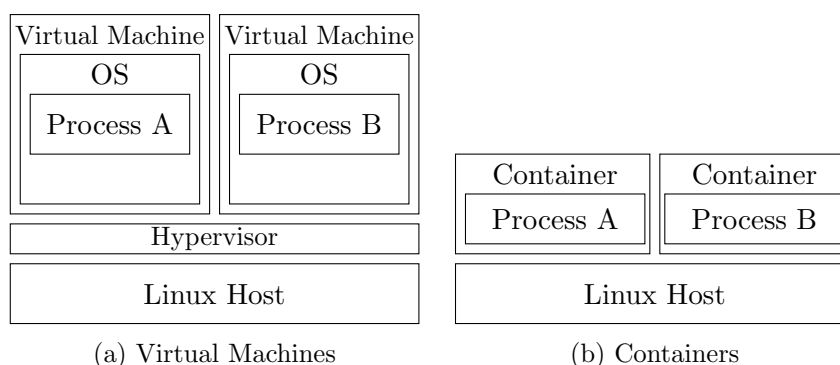 Virtual Machine
OS
Process A
Virtual Machine
OS
Process B
Hypervisor
Linux Host
(a) Virtual Machines
Container
Process A
Container
Process B
Linux Host
(b) Containers